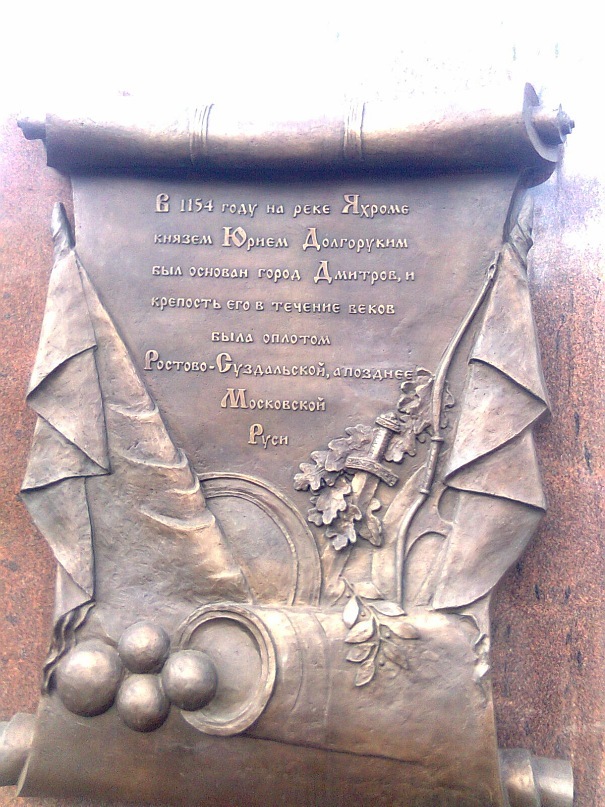 В 1154 году на реке Яхроме
князем Юрием Долгоруким
был основан город Дмитров, и
крепость его в течение веков
была оплотом
Ростово-Суздальской, а позднее
Московской
Руси